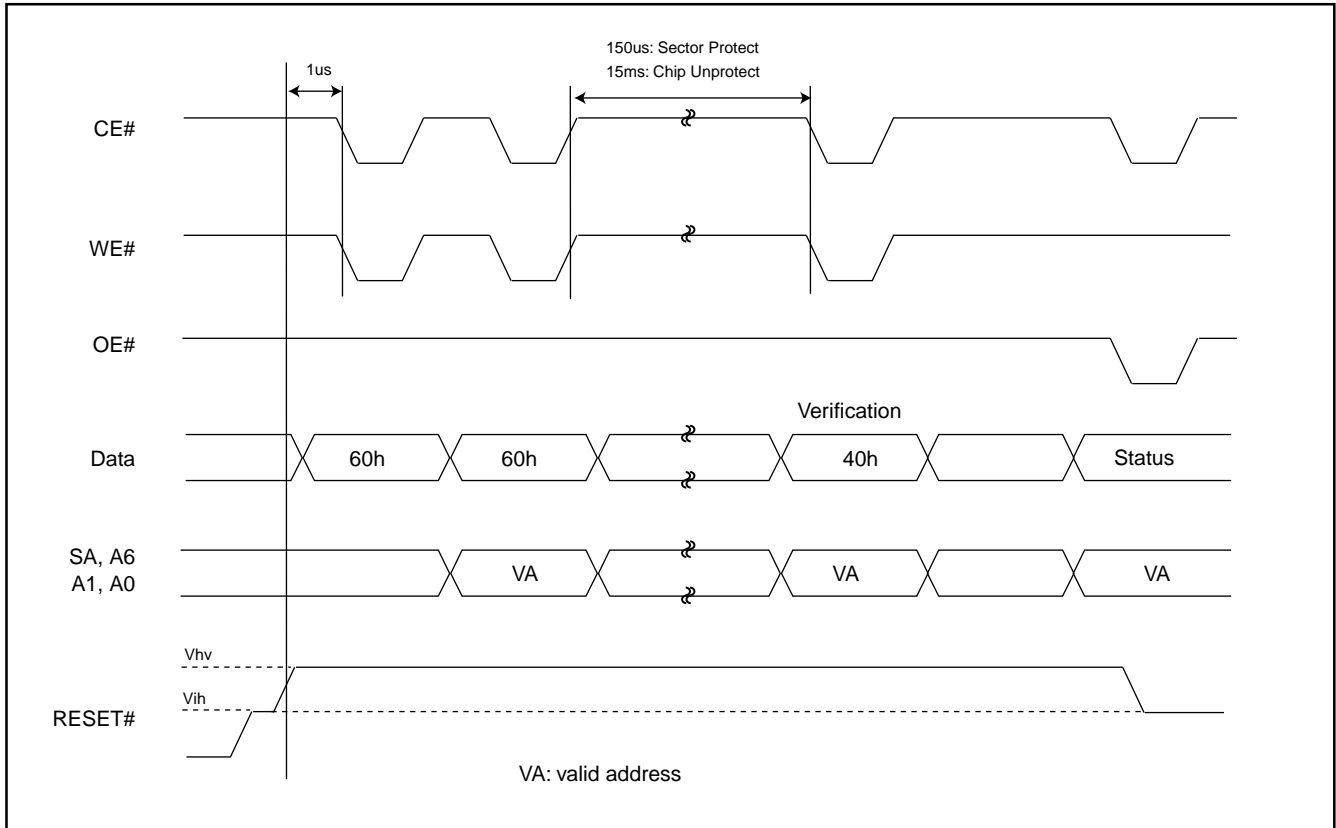 150us: Sector Protect
15ms: Chip Unprotect
1us
CE#
WE#
OE#
Verification
Data 60h 60h 40h Status
SA, A6
A1, A0
VA VA VA
Vhv
Vih
RESET#
VA: valid address